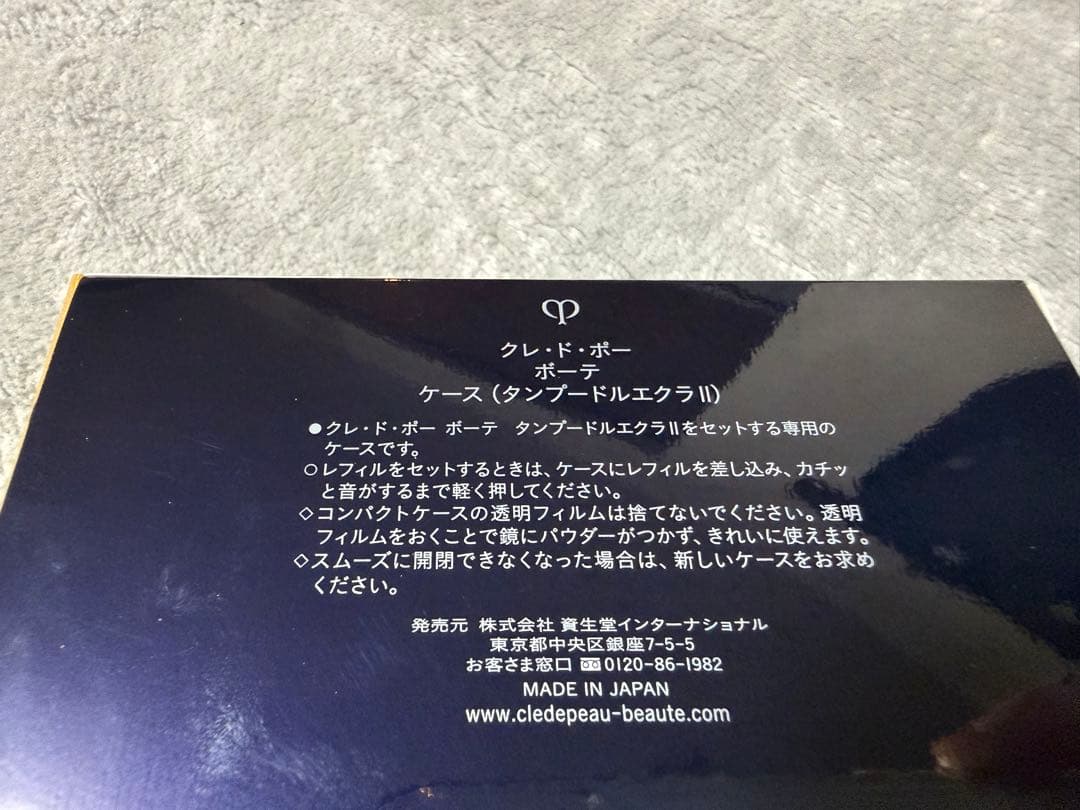 クレ・ド・ポー
ボーテ
ケース(タンプードルエクラII)
●クレ・ド・ポー ボーテ タンプードルエクラIIをセットする専用の
ケースです。
○レフィルをセットするときは、ケースにレフィルを差し込み、カチッ
と音がするまで軽く押してください。
◇コンパクトケースの透明フィルムは捨てないでください。透明
フィルムをおくことで鏡にパウダーがつかず、きれいに使えます。
◇スムーズに開閉できなくなった場合は、新しいケースをお求め
ください。
発売元 株式会社 資生堂インターナショナル
東京都中央区銀座7-5-5
お客さま窓口 0120-86-1982
MADE IN JAPAN
www.cledepeau-beaute.com